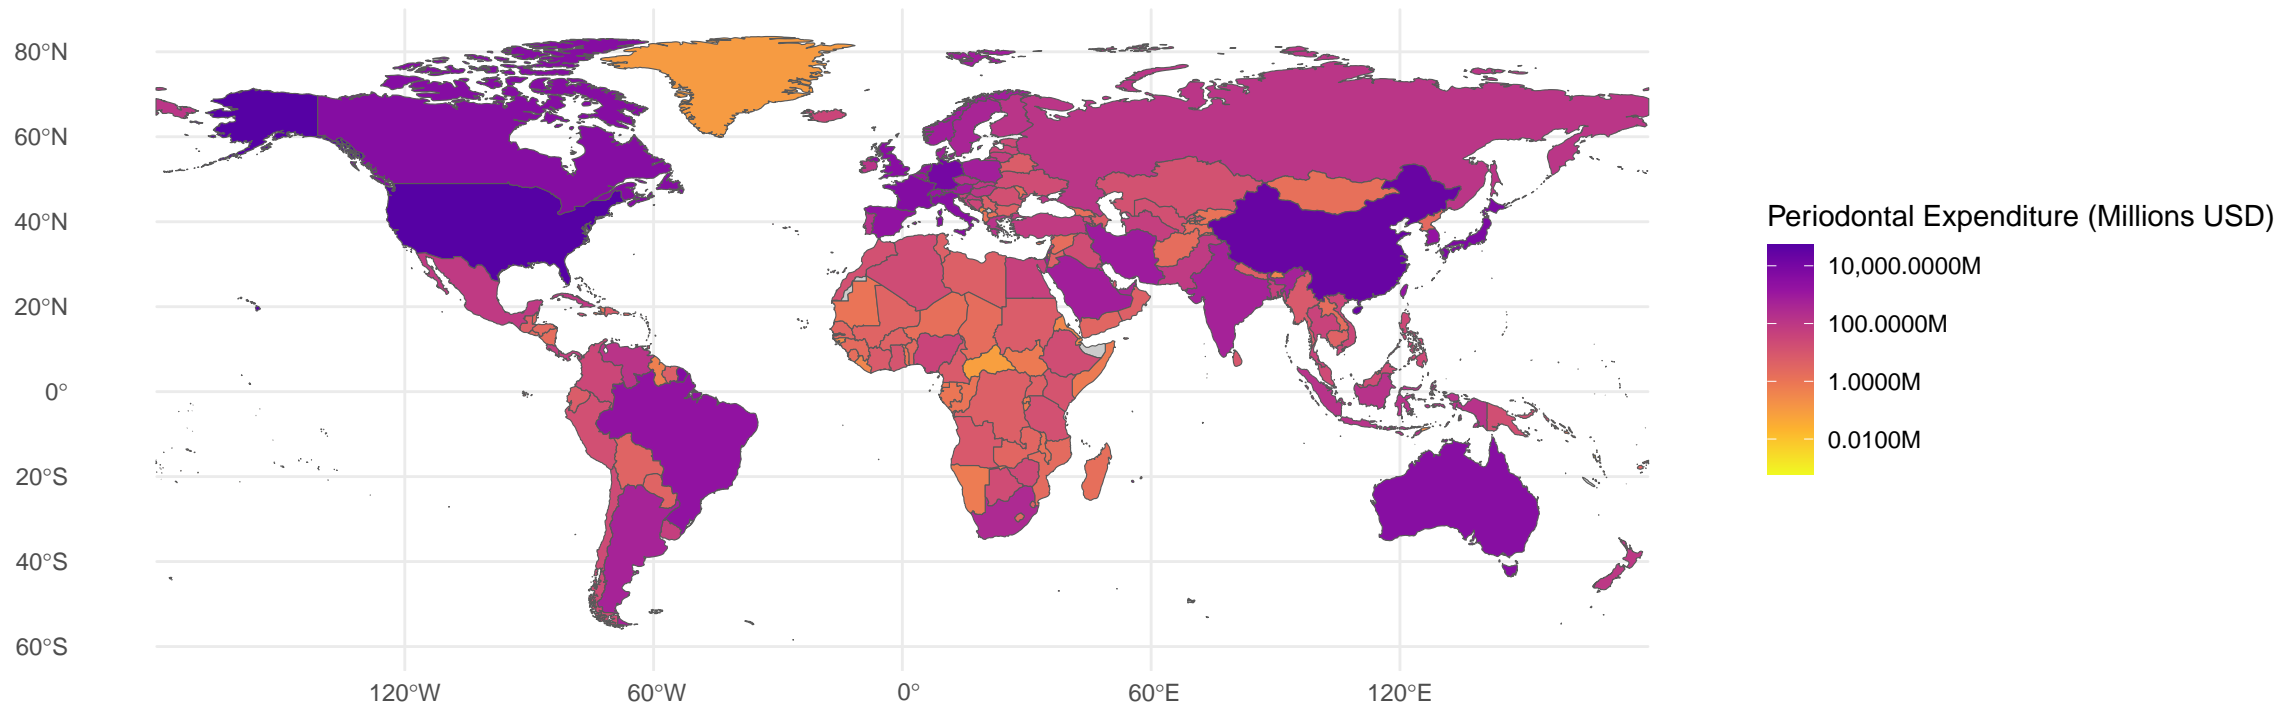 80°N
60°N
40°N
20°N
0°
20°S
40°S
60°S
120°W
60°W
0°
60°E
120°E
Periodontal Expenditure (Millions USD)
10,000.0000M
100.0000M
1.0000M
0.0100M